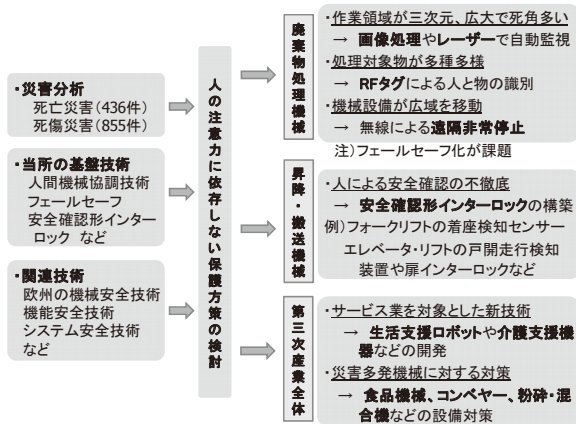 ・災害分析
死亡災害（436件）
死傷災害（855件）
・当所の基盤技術
人間機械協調技術
フェールセーフ
安全確認形インター
ロック など
・関連技術
欧州の機械安全技術
機能安全技術
システム安全技術
など
人の注意力に依存しない保護方策の検討
廃棄物処理機械
・作業領域が三次元、広大で死角多い
→ 画像処理やレーザーで自動監視
・処理対象物が多種多様
→ RFタグによる人と物の識別
・機械設備が広域を移動
→ 無線による遠隔非常停止
注）フェールセーフ化が課題
昇降・搬送機械
・人による安全確認の不徹底
→ 安全確認形インターロックの構築
例）フォークリフトの着座検知センサー
エレベータ・リフトの戸開走行検知
装置や扉インターロックなど
第三次産業全体
・サービス業を対象とした新技術
→ 生活支援ロボットや介護支援機
器などの開発
・災害多発機械に対する対策
→ 食品機械、コンベヤー、粉砕・混
合機などの設備対策